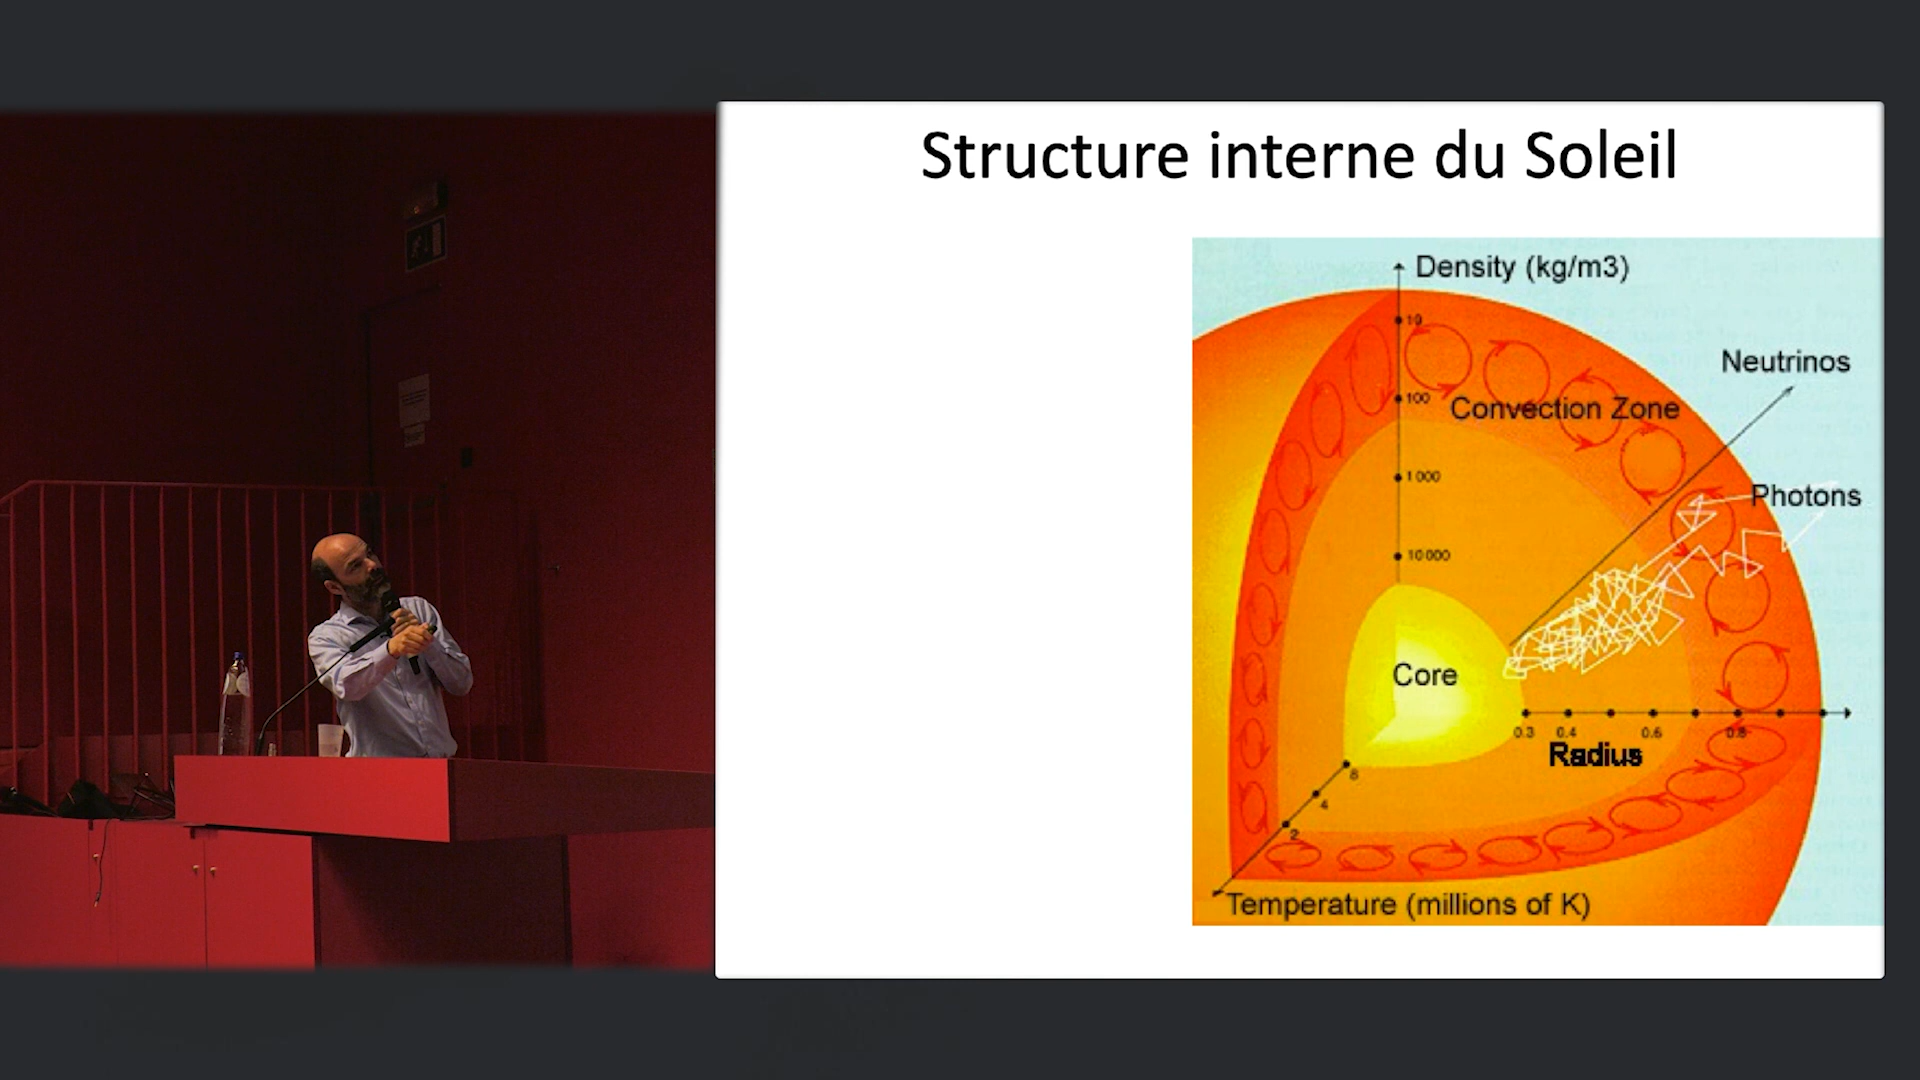 Structure interne du Soleil
Density (kg/m3)
19
100
1 000
10 000
Neutrinos
Convection Zone
Photons
Core
0.3 0.4 0.6 0.8
Radius
8
4
2
Temperature (millions of K)